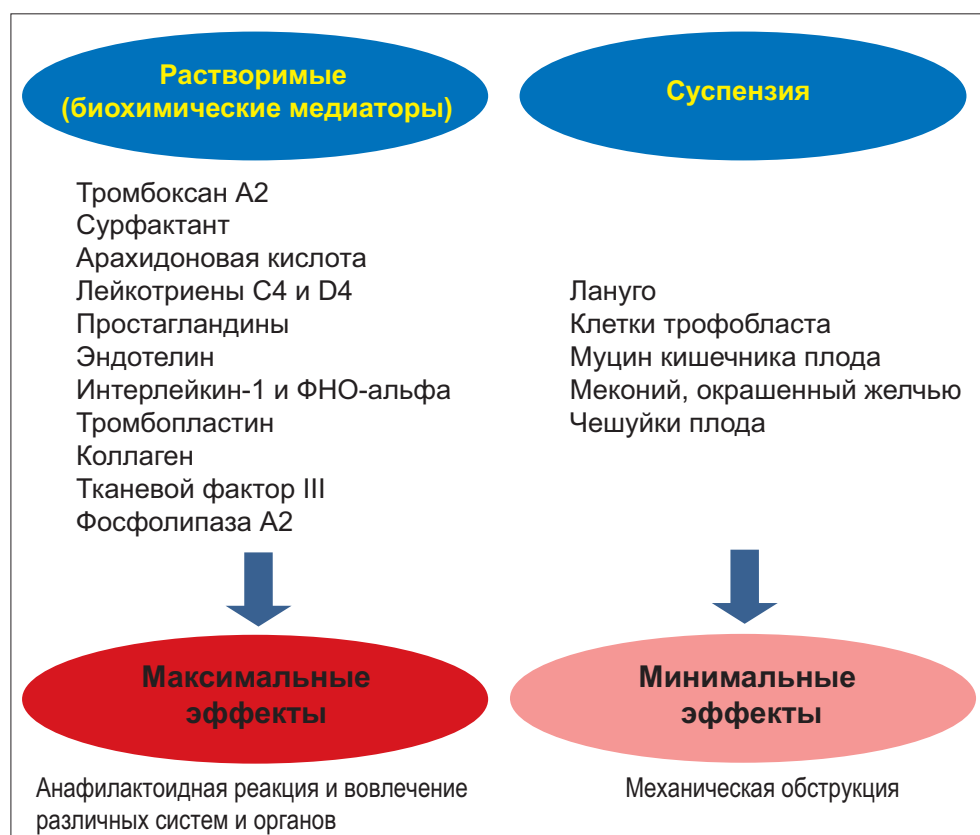 Растворимые
(биохимические медиаторы)
Тромбоксан А2
Сурфактант
Арахидоновая кислота
Лейкотриены С4 и D4
Простагландины
Эндотелин
Интерлейкин-1 и ФНО-альфа
Тромбопластин
Коллаген
Тканевой фактор III
Фосфолипаза А2
Максимальные
эффекты
Анафилактоидная реакция и вовлечение
различных систем и органов
Суспензия
Лануго
Клетки трофобласта
Муцин кишечника плода
Меконий, окрашенный желчью
Чешуйки плода
Минимальные
эффекты
Механическая обструкция